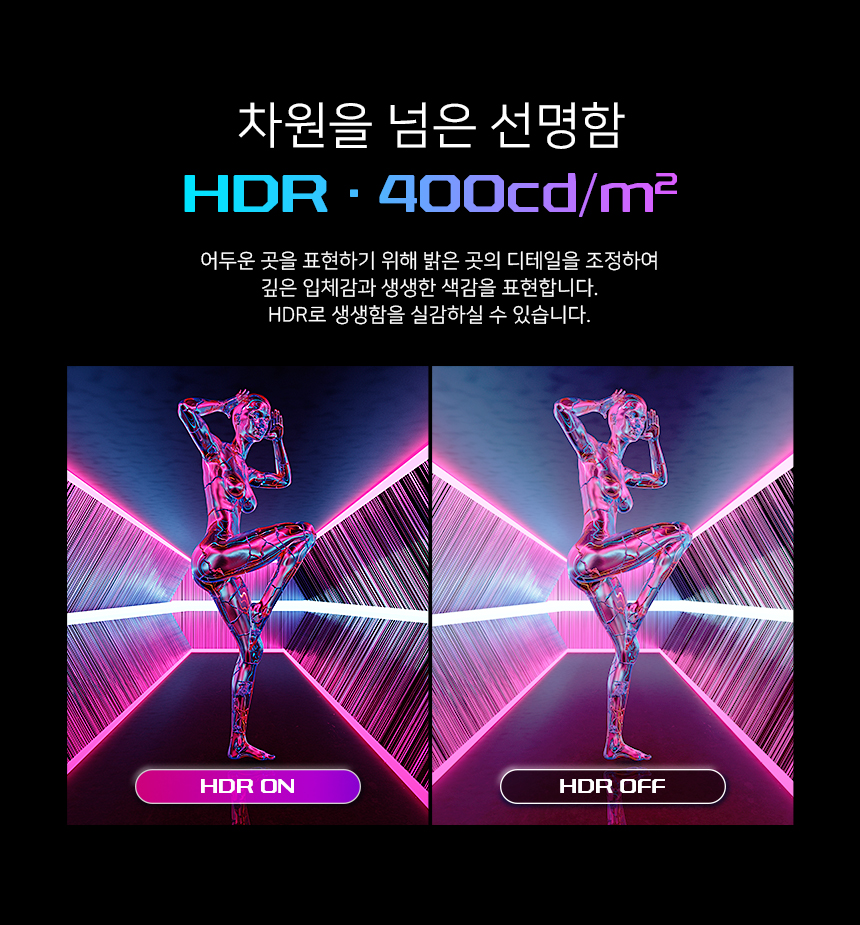 차원을 넘은 선명함
HDR · 400cd/m²
어두운 곳을 표현하기 위해 밝은 곳의 디테일을 조정하여
깊은 입체감과 생생한 색감을 표현합니다.
HDR로 생생함을 실감하실 수 있습니다.
HDR ON
HDR OFF